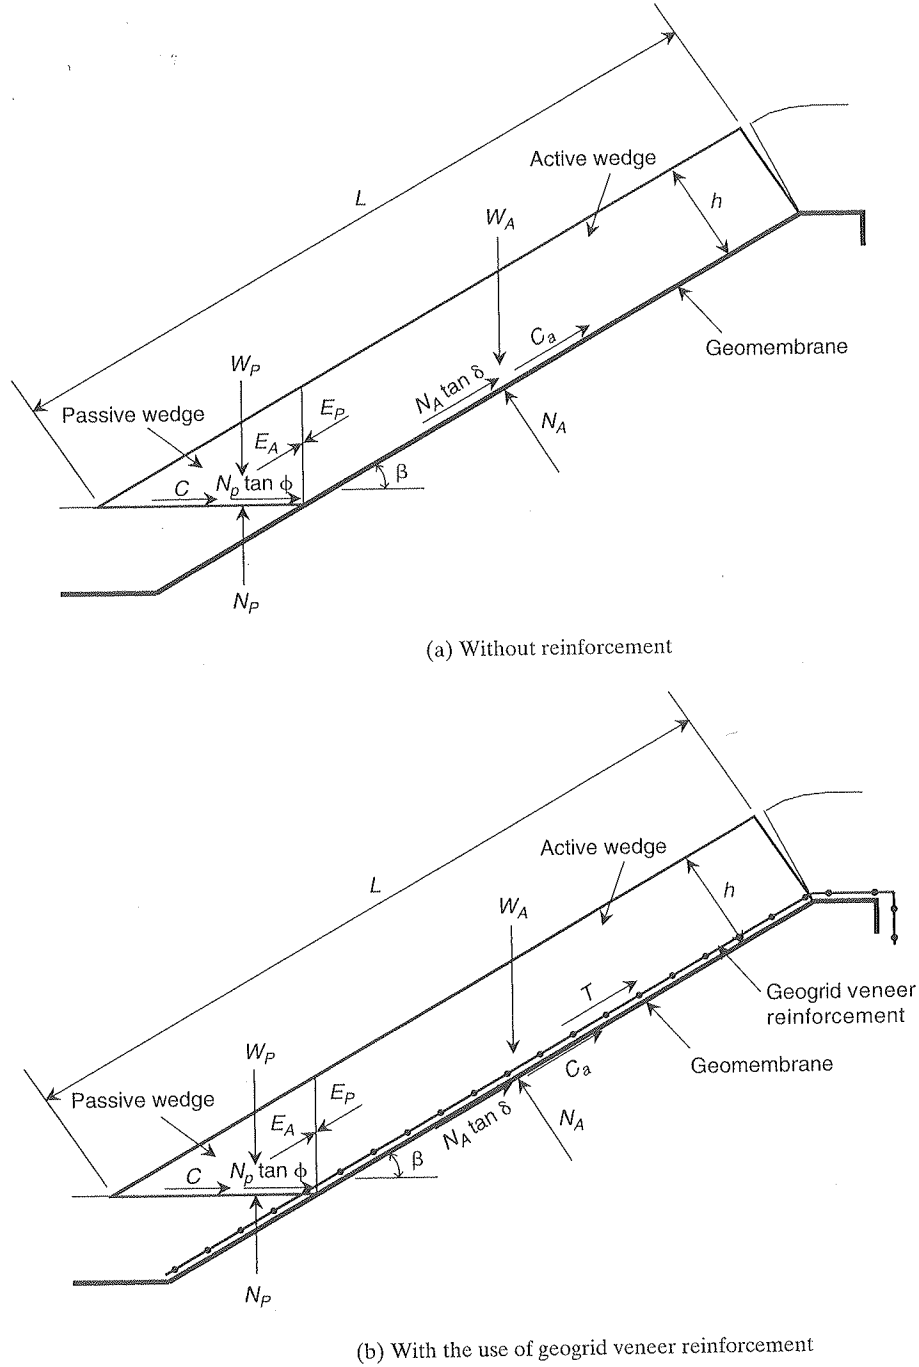 L
Active wedge
h
W_A
C_a
Geomembrane
W_P
N_A tan δ
Passive wedge
E_P
E_A
N_A
β
C
N_p tan ϕ
N_P
(a) Without reinforcement
L
Active wedge
h
W_A
T
Geogrid veneer
reinforcement
W_P
C_a
Geomembrane
Passive wedge
E_P
E_A
N_A tan δ
N_A
β
C
N_p tan ϕ
N_P
(b) With the use of geogrid veneer reinforcement